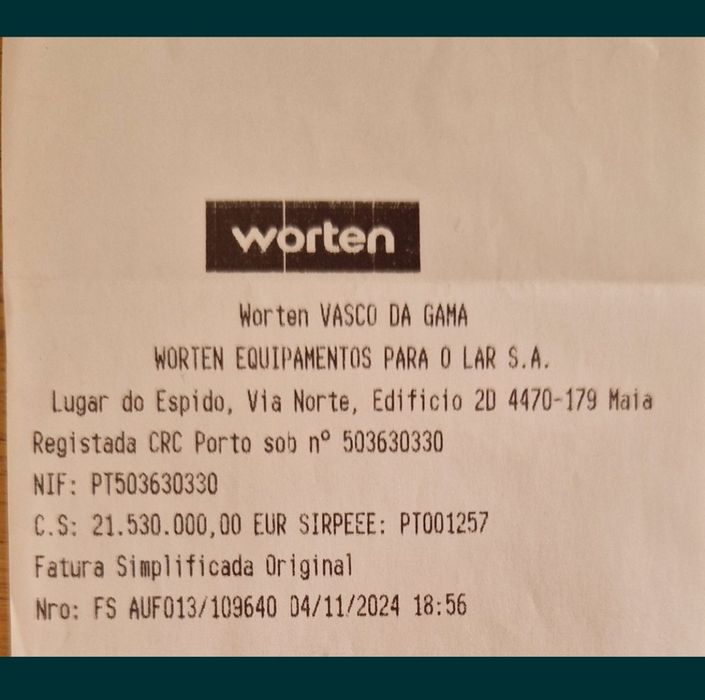 worten
Worten VASCO DA GAMA
WORTEN EQUIPAMENTOS PARA O LAR S.A.
Lugar do Espido, Via Norte, Edificio 2D 4470-179 Maia
Registada CRC Porto sob nº 503630330
NIF: PT503630330
C.S: 21.530.000,00 EUR SIRPEEE: PT001257
Fatura Simplificada Original
Nro: FS AUF013/109640 04/11/2024 18:56